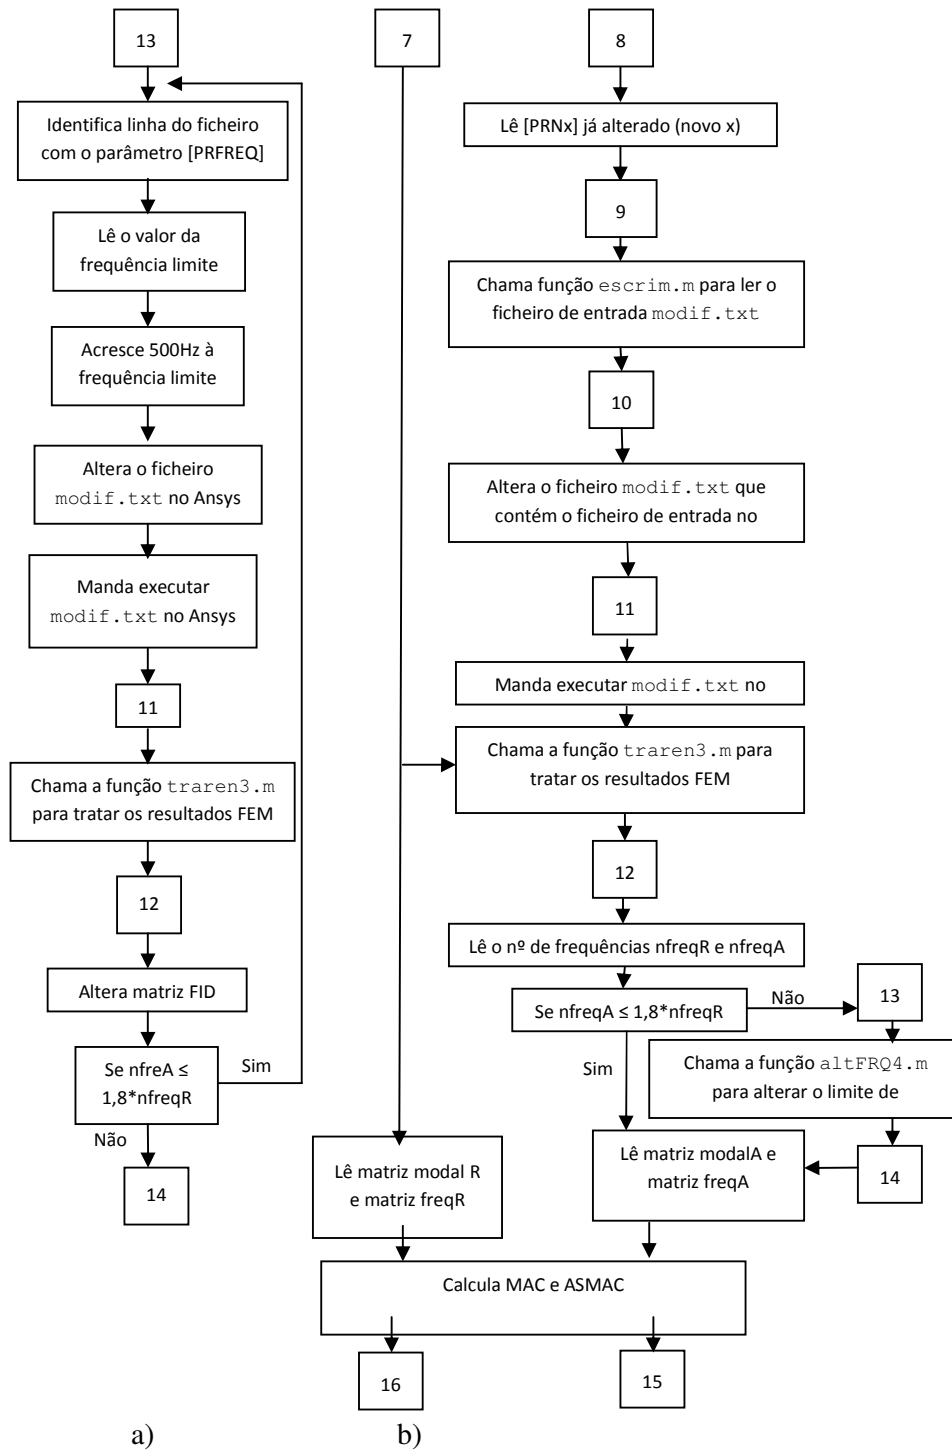 13
Identifica linha do ficheiro
com o parâmetro [PRFREQ]
Lê o valor da
frequência limite
Acresce 500Hz à
frequência limite
Altera o ficheiro
modif.txt no Ansys
Manda executar
modif.txt no Ansys
11
Chama a função traren3.m
para tratar os resultados FEM
12
Altera matriz FID
Se nfreA ≤
1,8*nfreqR
Sim
Não
14
a)
7
8
Lê [PRNx] já alterado (novo x)
9
Chama função escrim.m para ler o
ficheiro de entrada modif.txt
10
Altera o ficheiro modif.txt que
contém o ficheiro de entrada no
11
Manda executar modif.txt no
Chama a função traren3.m para
tratar os resultados FEM
12
Lê o nº de frequências nfreqR e nfreqA
Se nfreqA ≤ 1,8*nfreqR
Não
13
Sim
Chama a função altFRQ4.m
para alterar o limite de
14
Lê matriz modal R
e matriz freqR
Lê matriz modalA e
matriz freqA
Calcula MAC e ASMAC
16
15
b)